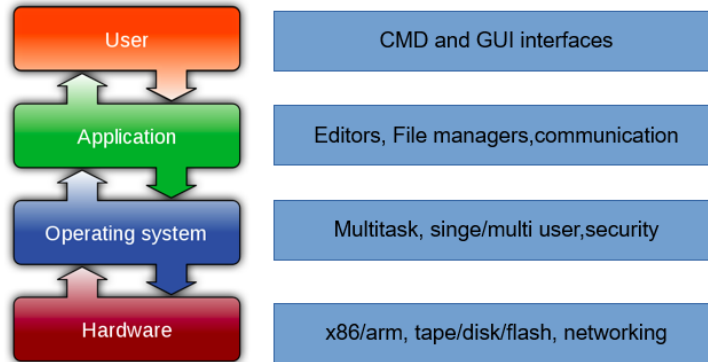 User
CMD and GUI interfaces
Application
Editors, File managers,communication
Operating system
Multitask, singe/multi user,security
Hardware
x86/arm, tape/disk/flash, networking